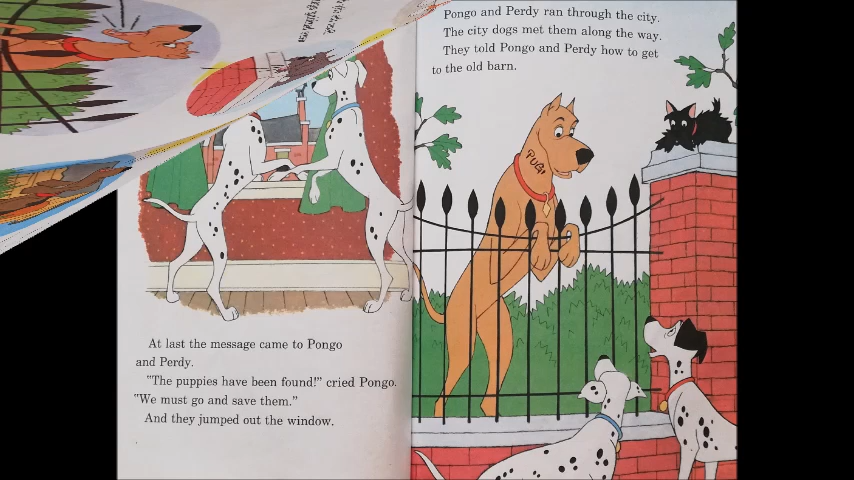 At last the message came to Pongo
and Perdy.
"The puppies have been found!" cried Pongo.
"We must go and save them."
And they jumped out the window.
Pongo and Perdy ran through the city.
The city dogs met them along the way.
They told Pongo and Perdy how to get
to the old barn.